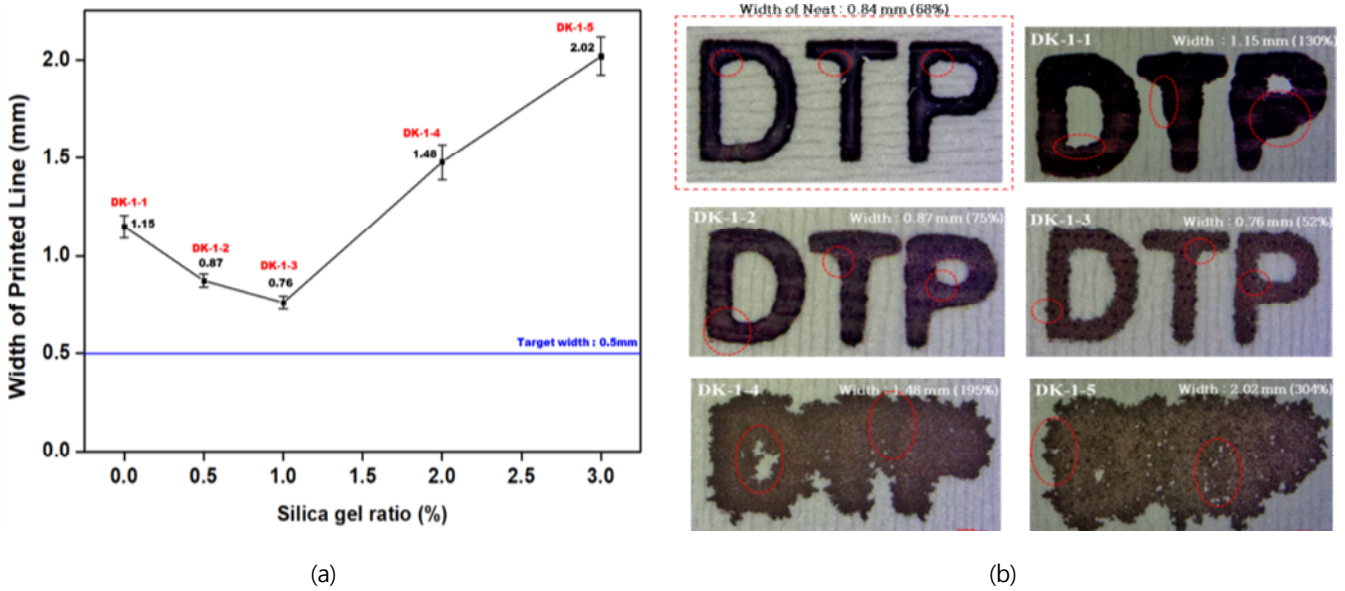 Width of Printed Line (mm)
2.0
1.5
1.0
0.5
0.0
DK-1-1
1.15
DK-1-2
0.87
DK-1-3
0.76
DK-1-4
1.48
DK-1-5
2.02
Target width : 0.5mm
0.0 0.5 1.0 1.5 2.0 2.5 3.0
Silica gel ratio (%)
(a)
Width of Neat : 0.84 mm (68%)
DTP
DK-1-1 Width : 1.15 mm (130%)
DTP
DK-1-2 Width : 0.87 mm (75%)
DTP
DK-1-3 Width : 0.76 mm (52%)
DTP
DK-1-4 Width : 1.48 mm (195%)
DK-1-5 Width : 2.02 mm (304%)
(b)